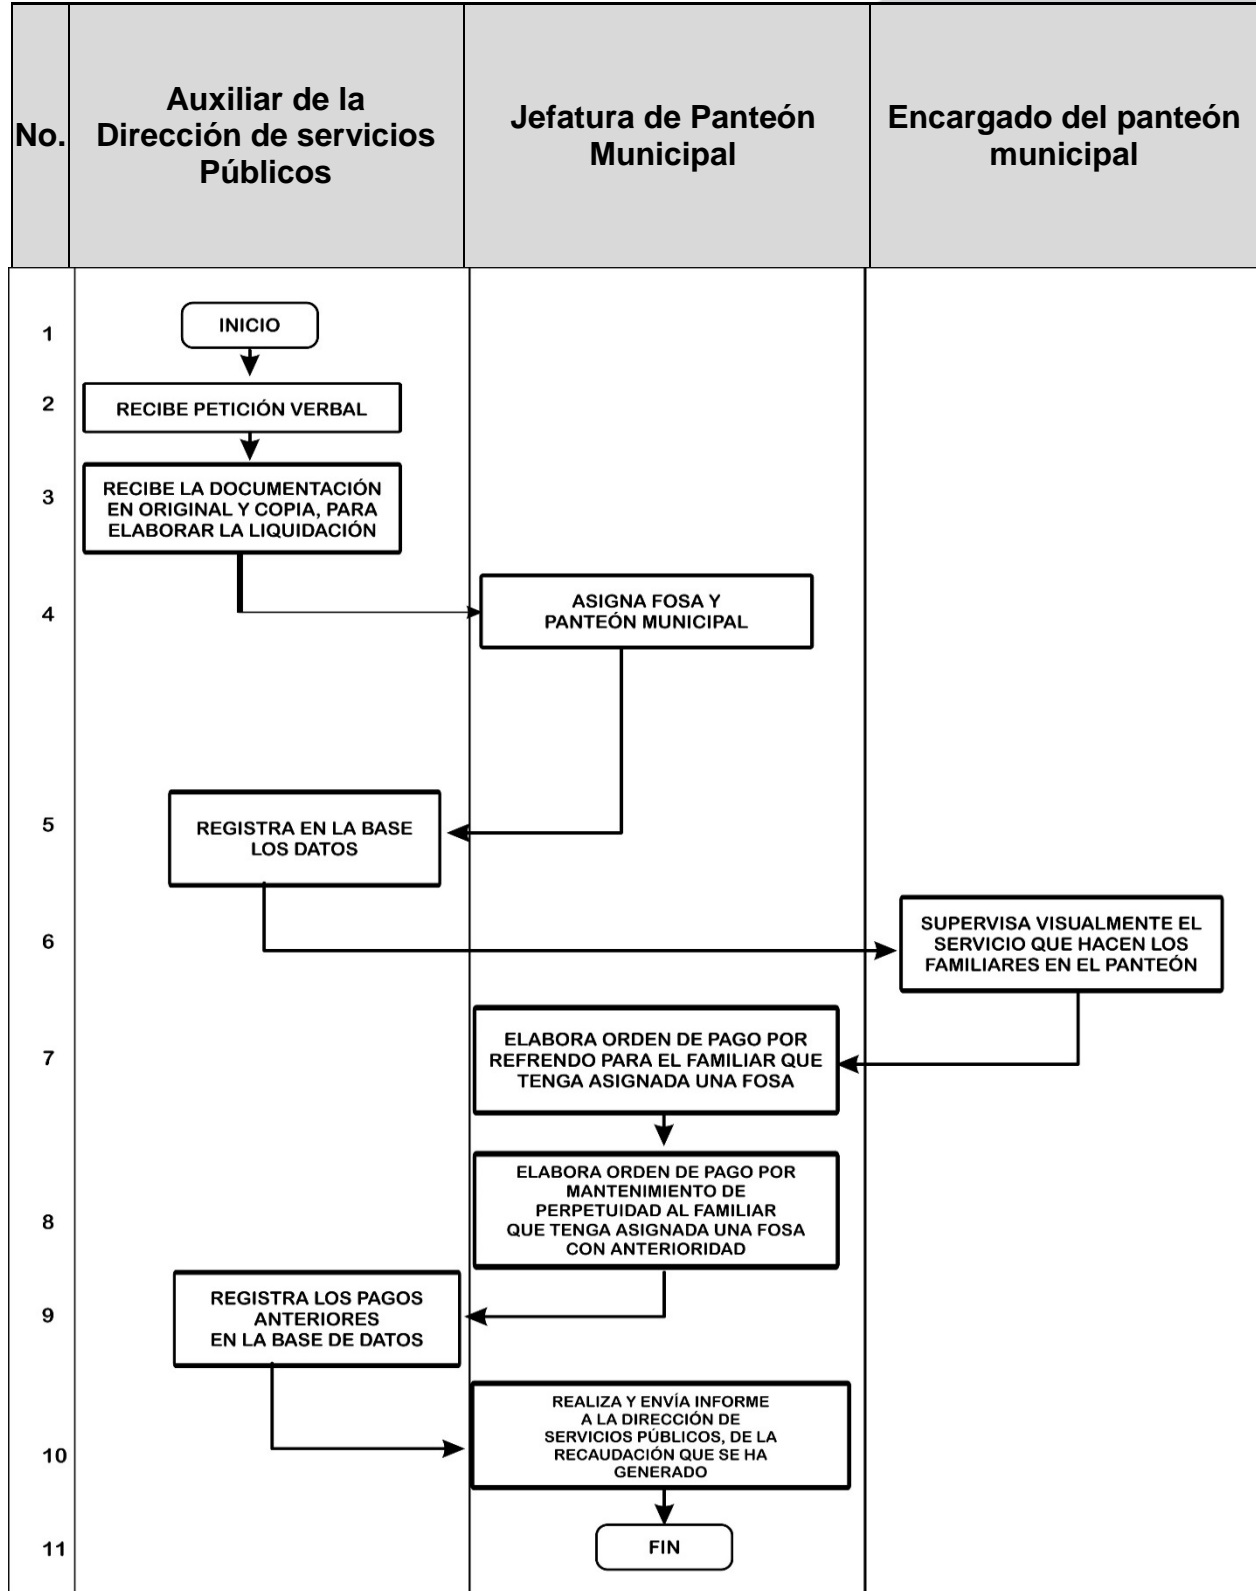 No.
Auxiliar de la
Dirección de servicios
Públicos
Jefatura de Panteón
Municipal
Encargado del panteón
municipal
1
INICIO
2
RECIBE PETICIÓN VERBAL
3
RECIBE LA DOCUMENTACIÓN
EN ORIGINAL Y COPIA, PARA
ELABORAR LA LIQUIDACIÓN
4
ASIGNA FOSA Y
PANTEÓN MUNICIPAL
5
REGISTRA EN LA BASE
LOS DATOS
6
SUPERVISA VISUALMENTE EL
SERVICIO QUE HACEN LOS
FAMILIARES EN EL PANTEÓN
7
ELABORA ORDEN DE PAGO POR
REFRENDO PARA EL FAMILIAR QUE
TENGA ASIGNADA UNA FOSA
8
ELABORA ORDEN DE PAGO POR
MANTENIMIENTO DE
PERPETUIDAD AL FAMILIAR
QUE TENGA ASIGNADA UNA FOSA
CON ANTERIORIDAD
9
REGISTRA LOS PAGOS
ANTERIORES
EN LA BASE DE DATOS
10
REALIZA Y ENVÍA INFORME
A LA DIRECCIÓN DE
SERVICIOS PÚBLICOS, DE LA
RECAUDACIÓN QUE SE HA
GENERADO
11
FIN